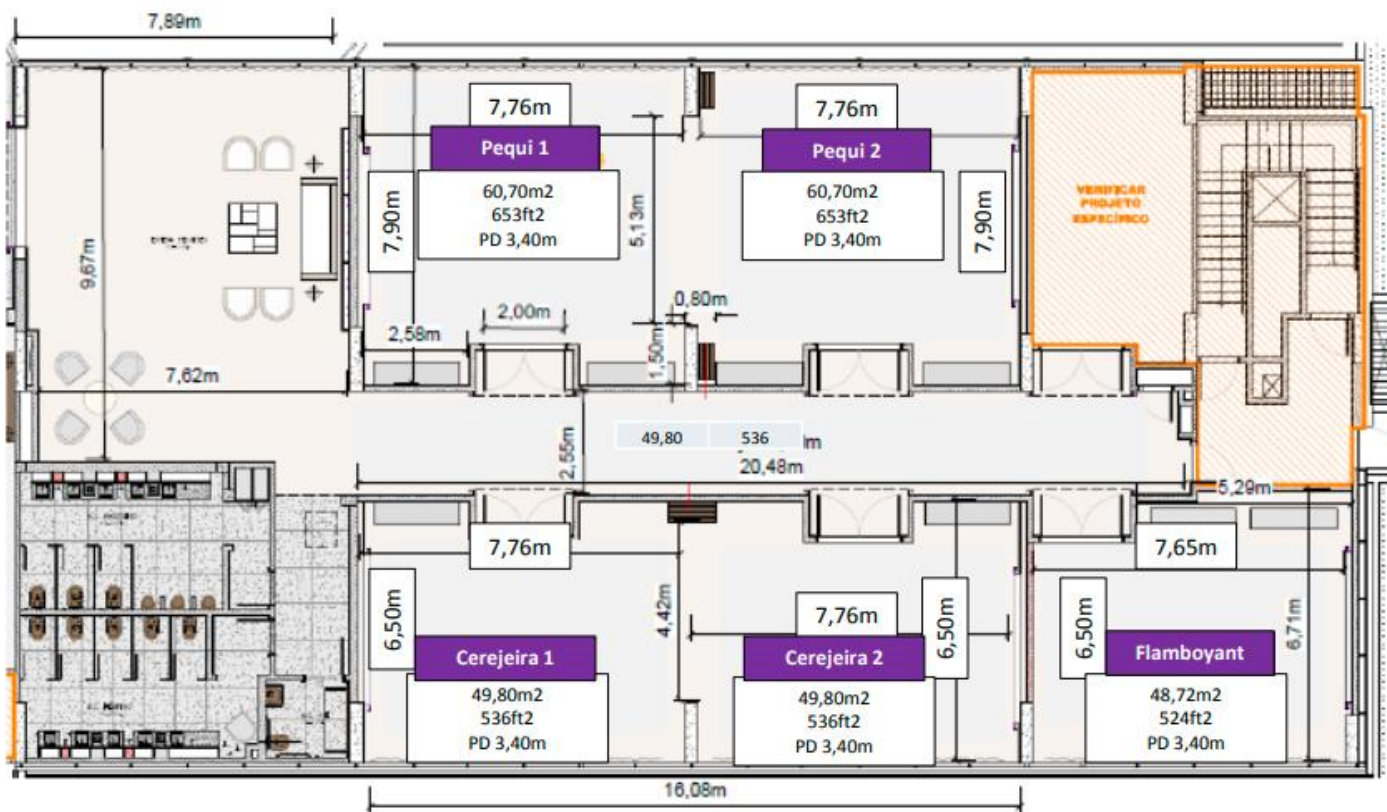 7,89m
7,76m
7,76m
Pequi 1
Pequi 2
60,70m2
653ft2
PD 3,40m
60,70m2
653ft2
PD 3,40m
7,90m
7,90m
5,13m
VERIFICAR
PROJETO
ESPECÍFICO
9,67m
0,80m
2,00m
2,58m
1,50m
7,62m
49,80
536
2,55m
20,48m
5,29m
7,76m
7,65m
6,50m
4,42m
7,76m
6,50m
6,50m
6,71m
Cerejeira 1
Cerejeira 2
Flamboyant
49,80m2
536ft2
PD 3,40m
49,80m2
536ft2
PD 3,40m
48,72m2
524ft2
PD 3,40m
16,08m